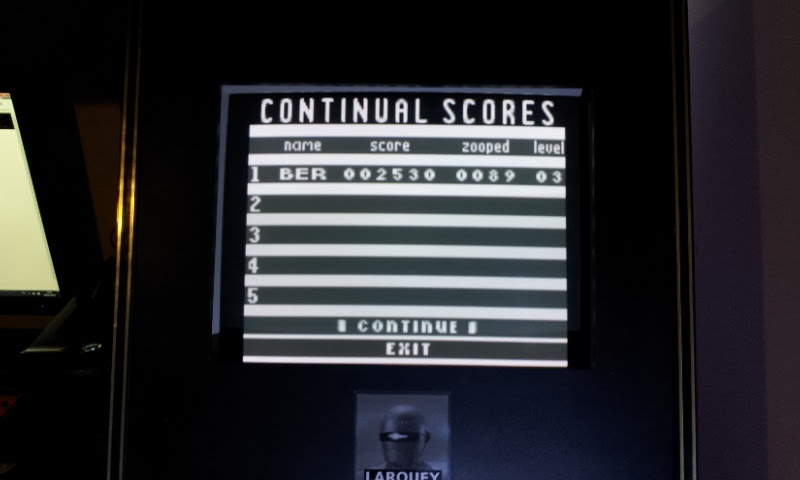 CONTINUAL SCORES
name score zooped level
1 BER 002530 0089 03
2
3
4
5
CONTINUE
EXIT
LARQUEY